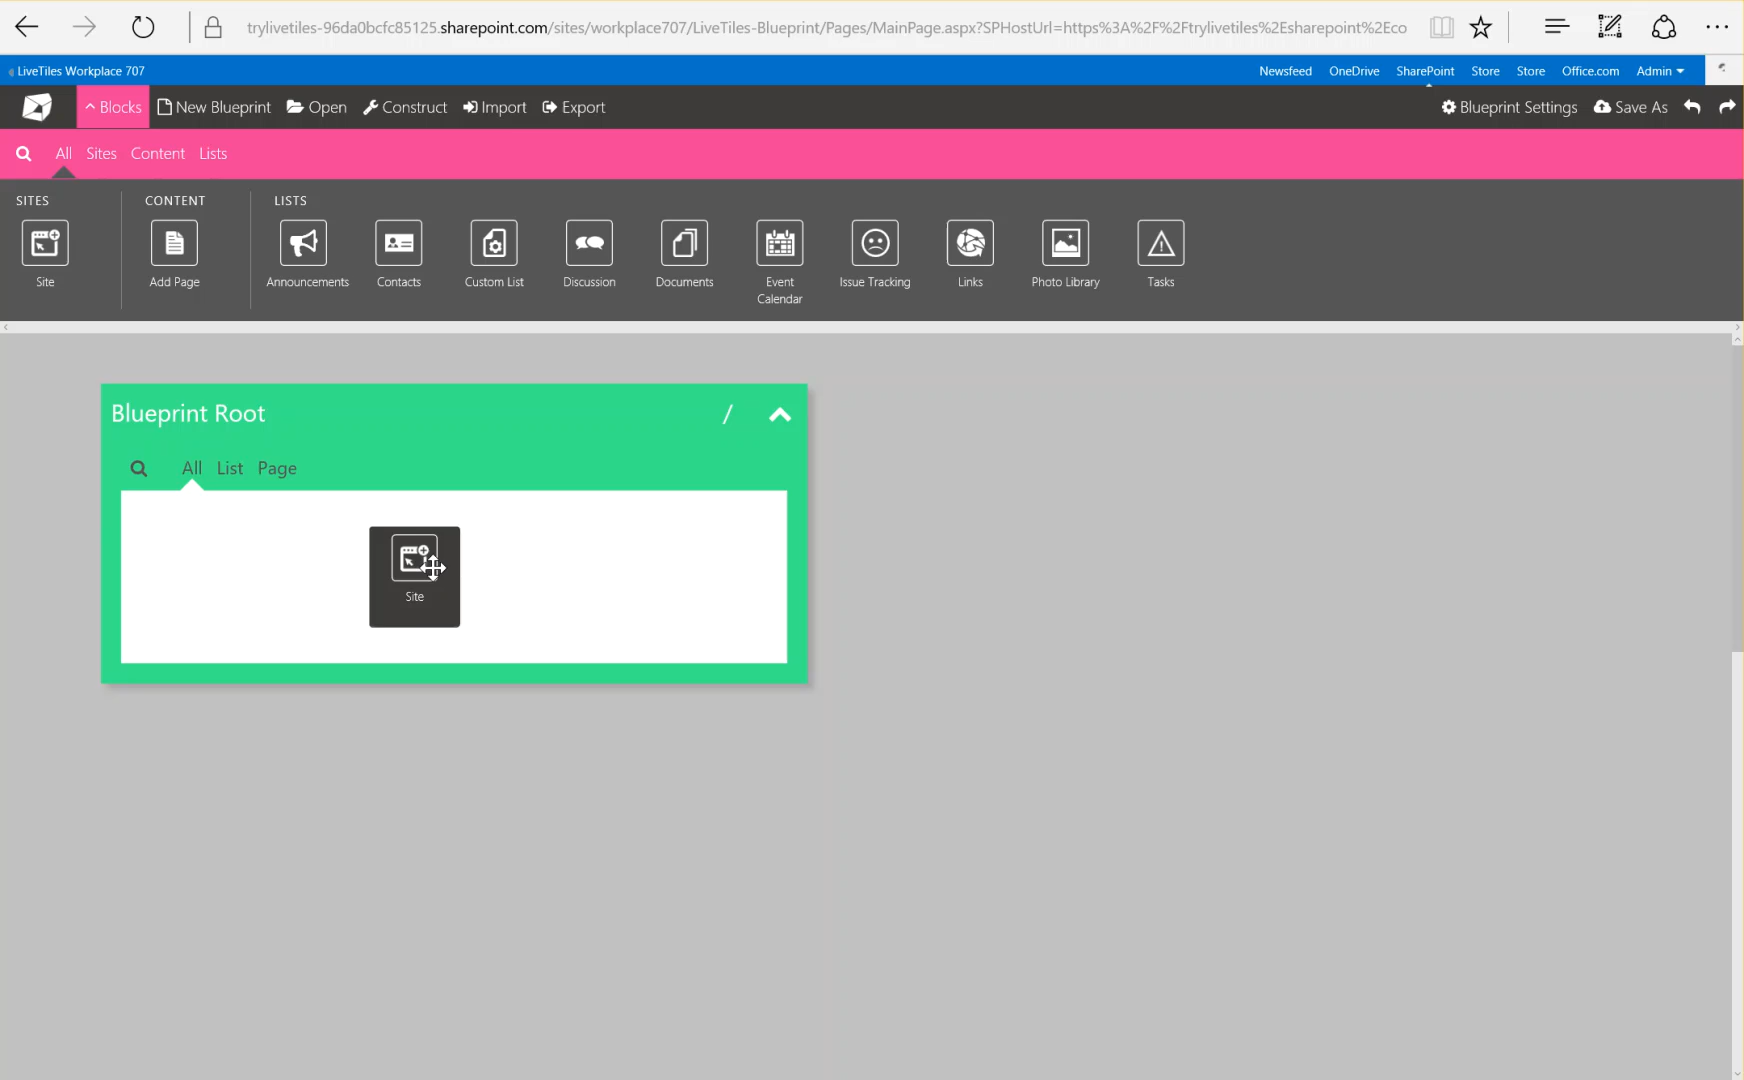 trylivetiles-96da0bcfc85125.sharepoint.com/sites/workplace707/LiveTiles-Blueprint/Pages/MainPage.aspx?SPHostUrl=https%3A%2F%2Ftrylivetiles%2Esharepoint%2Eco
LiveTiles Workplace 707 Newsfeed OneDrive SharePoint Store Store Office.com Admin
Blocks New Blueprint Open Construct Import Export Blueprint Settings Save As
All Sites Content Lists
SITES CONTENT LISTS
Site Add Page Announcements Contacts Custom List Discussion Documents Event Calendar Issue Tracking Links Photo Library Tasks
Blueprint Root /
All List Page
Site